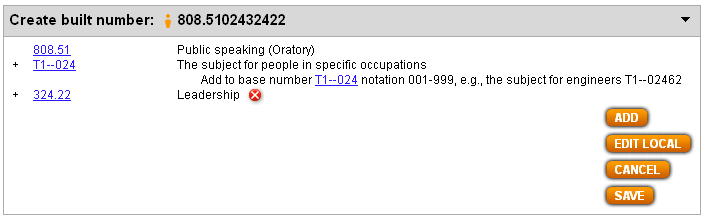 Create built number: 808.5102432422
808.51 Public speaking (Oratory)
+ T1--024 The subject for people in specific occupations
Add to base number T1--024 notation 001-999, e.g., the subject for engineers T1--02462
+ 324.22 Leadership
ADD
EDIT LOCAL
CANCEL
SAVE